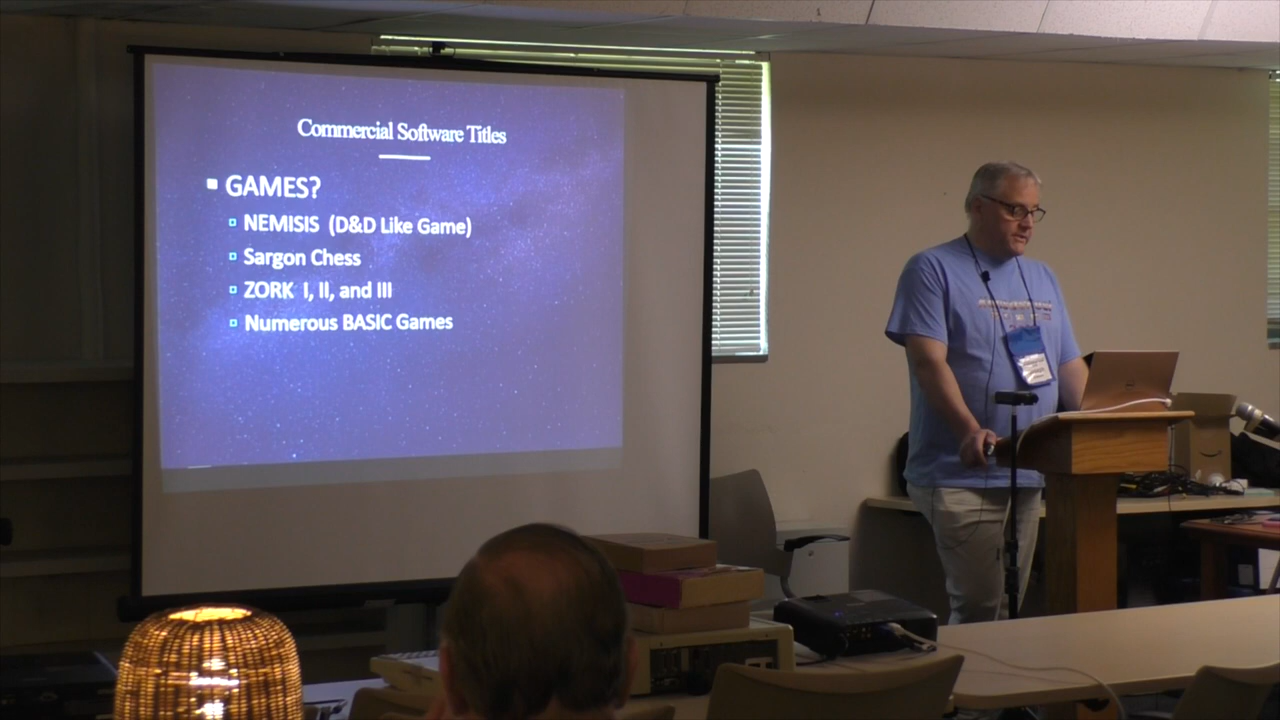 Commercial Software Titles
GAMES?
NEMISIS (D&D Like Game)
Sargon Chess
ZORK I, II, and III
Numerous BASIC Games